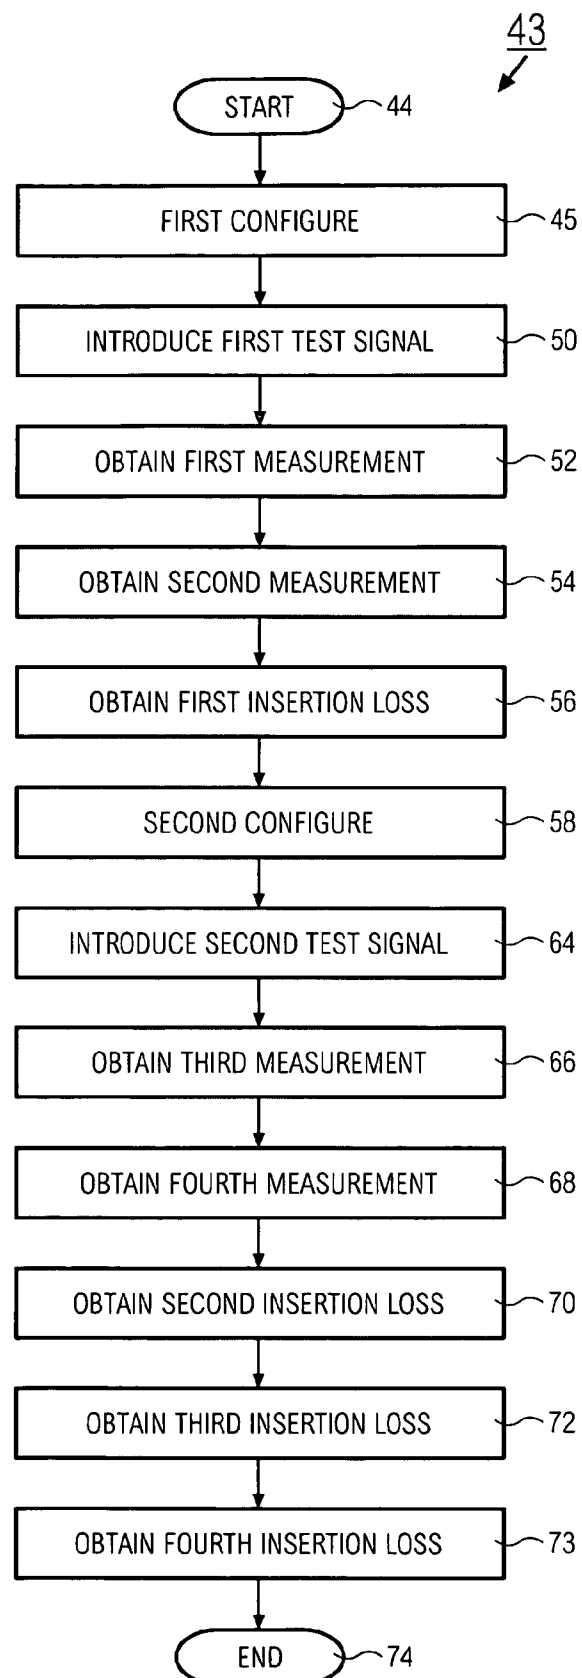 43
START 44
FIRST CONFIGURE 45
INTRODUCE FIRST TEST SIGNAL 50
OBTAIN FIRST MEASUREMENT 52
OBTAIN SECOND MEASUREMENT 54
OBTAIN FIRST INSERTION LOSS 56
SECOND CONFIGURE 58
INTRODUCE SECOND TEST SIGNAL 64
OBTAIN THIRD MEASUREMENT 66
OBTAIN FOURTH MEASUREMENT 68
OBTAIN SECOND INSERTION LOSS 70
OBTAIN THIRD INSERTION LOSS 72
OBTAIN FOURTH INSERTION LOSS 73
END 74